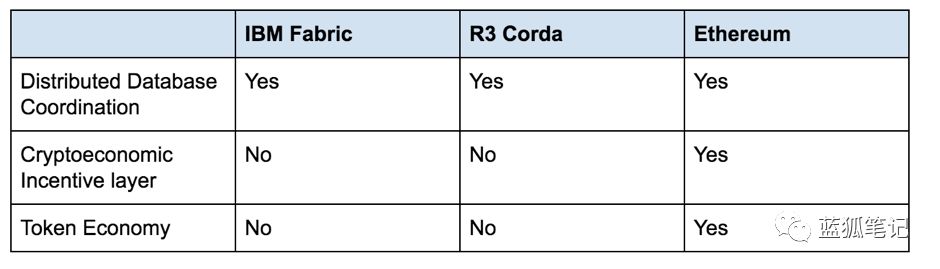 IBM Fabric R3 Corda Ethereum
Distributed Database Coordination Yes Yes Yes
Cryptoeconomic Incentive layer No No Yes
Token Economy No No Yes
蓝狐笔记